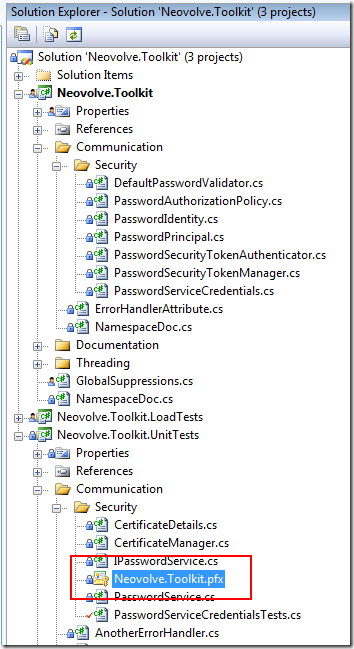 Solution Explorer - Solution 'Neovolve.Toolkit' (3 projects)
Solution 'Neovolve.Toolkit' (3 projects)
Solution Items
Neovolve.Toolkit
Properties
References
Communication
Security
DefaultPasswordValidator.cs
PasswordAuthorizationPolicy.cs
PasswordIdentity.cs
PasswordPrincipal.cs
PasswordSecurityTokenAuthenticator.cs
PasswordSecurityTokenManager.cs
PasswordServiceCredentials.cs
ErrorHandlerAttribute.cs
NamespaceDoc.cs
Documentation
Threading
GlobalSuppressions.cs
NamespaceDoc.cs
Neovolve.Toolkit.LoadTests
Neovolve.Toolkit.UnitTests
Properties
References
Communication
Security
CertificateDetails.cs
CertificateManager.cs
IPasswordService.cs
Neovolve.Toolkit.pfx
PasswordService.cs
PasswordServiceCredentialsTests.cs
AnotherErrorHandler.cs